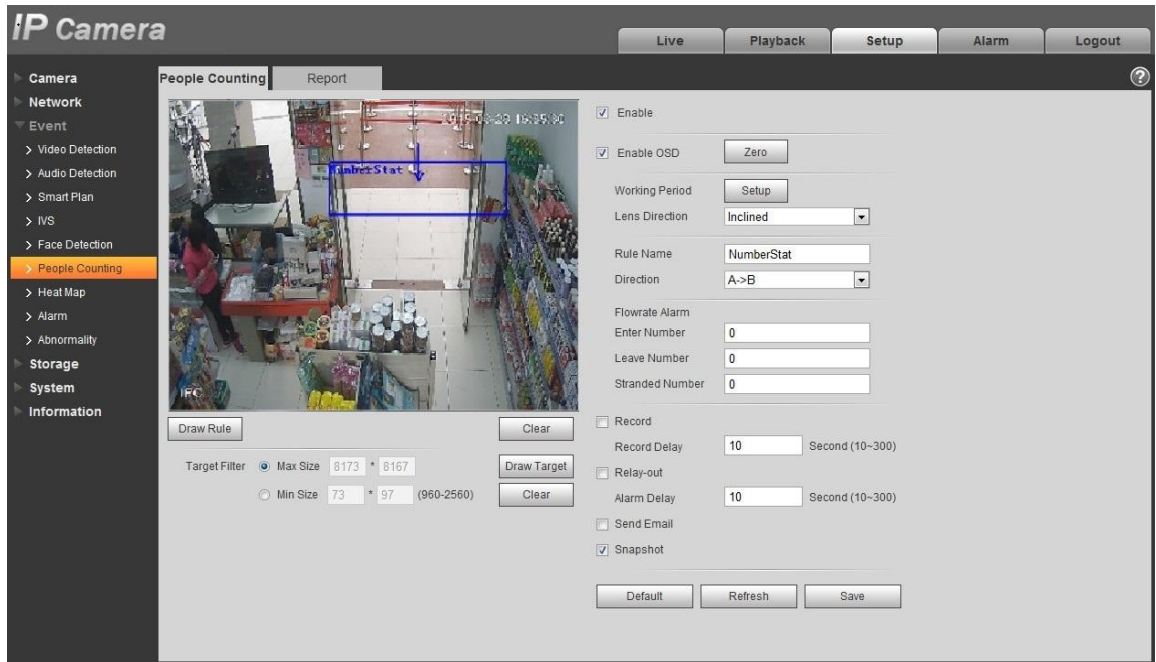 IP Camera
Live
Playback
Setup
Alarm
Logout
Camera
Network
Event
Video Detection
Audio Detection
Smart Plan
IVS
Face Detection
People Counting
Heat Map
Alarm
Abnormality
Storage
System
Information
People Counting
Report
?
NumberStat
IPC
Draw Rule
Clear
Target Filter Max Size 8173 * 8167
Draw Target
Min Size 73 * 97 (960-2560)
Clear
Enable
Enable OSD Zero
Working Period Setup
Lens Direction Inclined
Rule Name NumberStat
Direction A->B
Flowrate Alarm
Enter Number 0
Leave Number 0
Stranded Number 0
Record
Record Delay 10 Second (10~300)
Relay-out
Alarm Delay 10 Second (10~300)
Send Email
Snapshot
Default
Refresh
Save